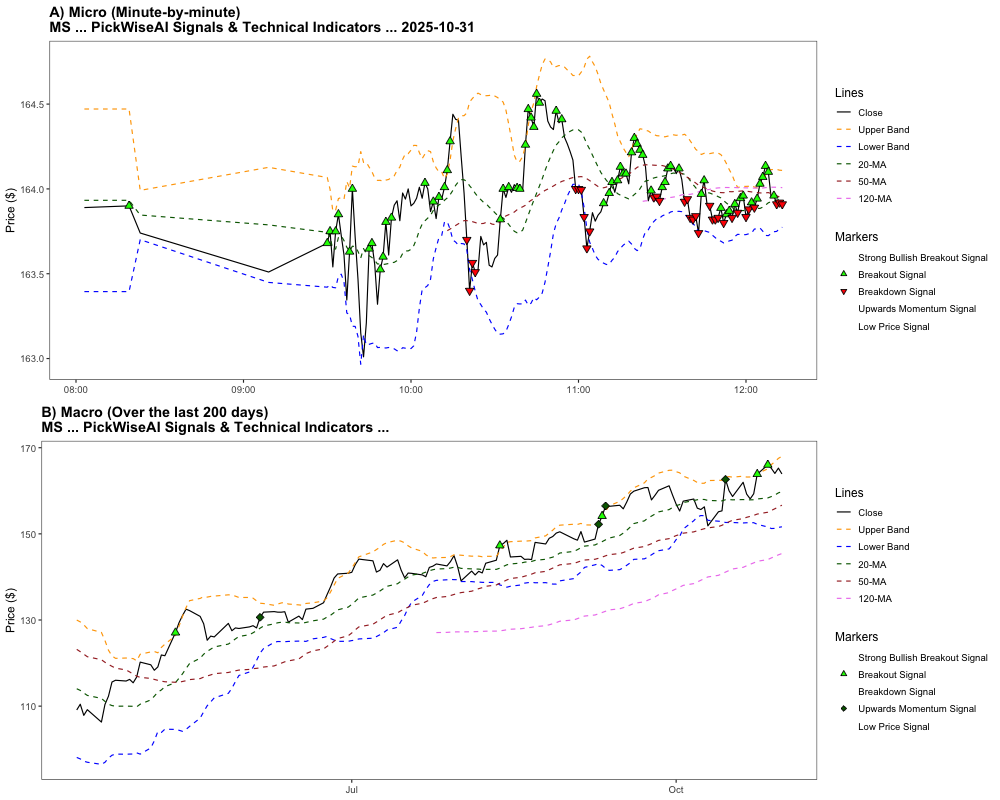 A) Micro (Minute-by-minute)
MS ... PickWiseAI Signals & Technical Indicators ... 2025-10-31
Price ($)
164.5
164.0
163.5
163.0
08:00 09:00 10:00 11:00 12:00
Lines
Close
Upper Band
Lower Band
20-MA
50-MA
120-MA
Markers
Strong Bullish Breakout Signal
Breakout Signal
Breakdown Signal
Upwards Momentum Signal
Low Price Signal
B) Macro (Over the last 200 days)
MS ... PickWiseAI Signals & Technical Indicators ...
Price ($)
170
150
130
110
Jul Oct
Lines
Close
Upper Band
Lower Band
20-MA
50-MA
120-MA
Markers
Strong Bullish Breakout Signal
Breakout Signal
Breakdown Signal
Upwards Momentum Signal
Low Price Signal